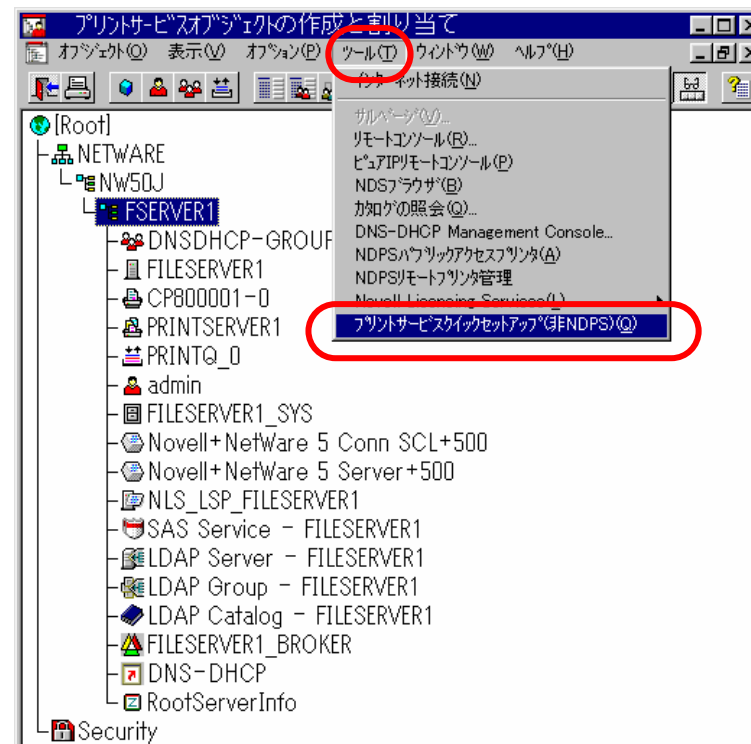 プリントサービスオブジェクトの作成と割り当て
オブジェクト(O) 表示(V) オプション(P) ツール(T) ウィンドウ(W) ヘルプ(H)
インターネット接続(N)
サルベージ(V)...
リモートコンソール(R)...
ピュアIPリモートコンソール(P)
NDSブラウザ(B)
カタログの照会(Q)...
DNS-DHCP Management Console...
NDPSパブリックアクセスプリンタ(A)
NDPSリモートプリンタ管理
Novell Licensing Services(L)
プリントサービスクイックセットアップ(非NDPS)(Q)
[Root]
NETWARE
NW50J
FSERVER1
DNSDHCP-GROUP
FILESERVER1
CP800001-0
PRINTSERVER1
PRINTQ_0
admin
FILESERVER1_SYS
Novell+NetWare 5 Conn SCL+500
Novell+NetWare 5 Server+500
NLS_LSP_FILESERVER1
SAS Service - FILESERVER1
LDAP Server - FILESERVER1
LDAP Group - FILESERVER1
LDAP Catalog - FILESERVER1
FILESERVER1_BROKER
DNS-DHCP
RootServerInfo
Security